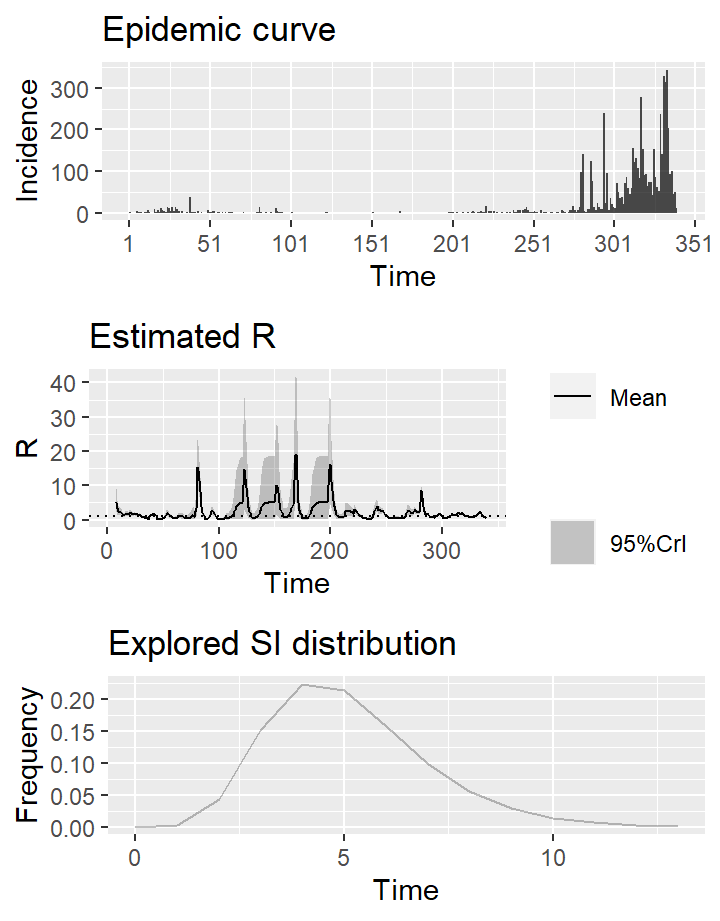 Epidemic curve
Incidence
300
200
100
0
1 51 101 151 201 251 301 351
Time
Estimated R
R
40
30
20
10
0
0 100 200 300
Time
Mean
95%CrI
Explored SI distribution
Frequency
0.20
0.15
0.10
0.05
0.00
0 5 10
Time